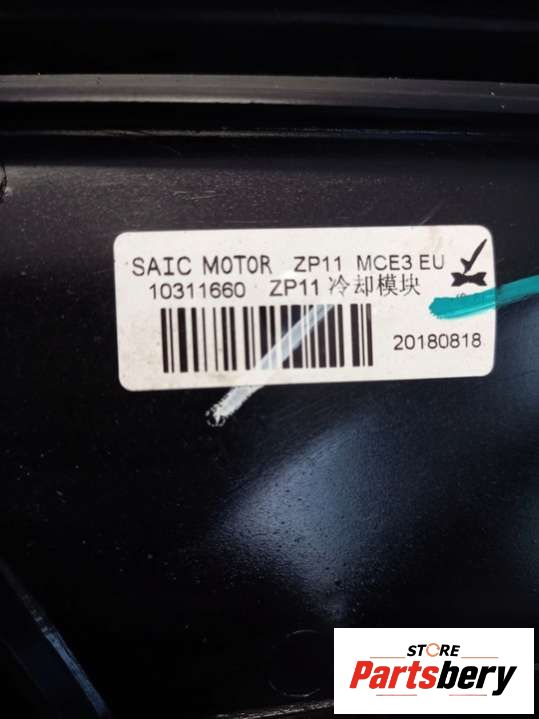 SAIC MOTOR ZP11 MCE3 EU
10311660 ZP11 冷却模块
20180818
STORE
Partsbery